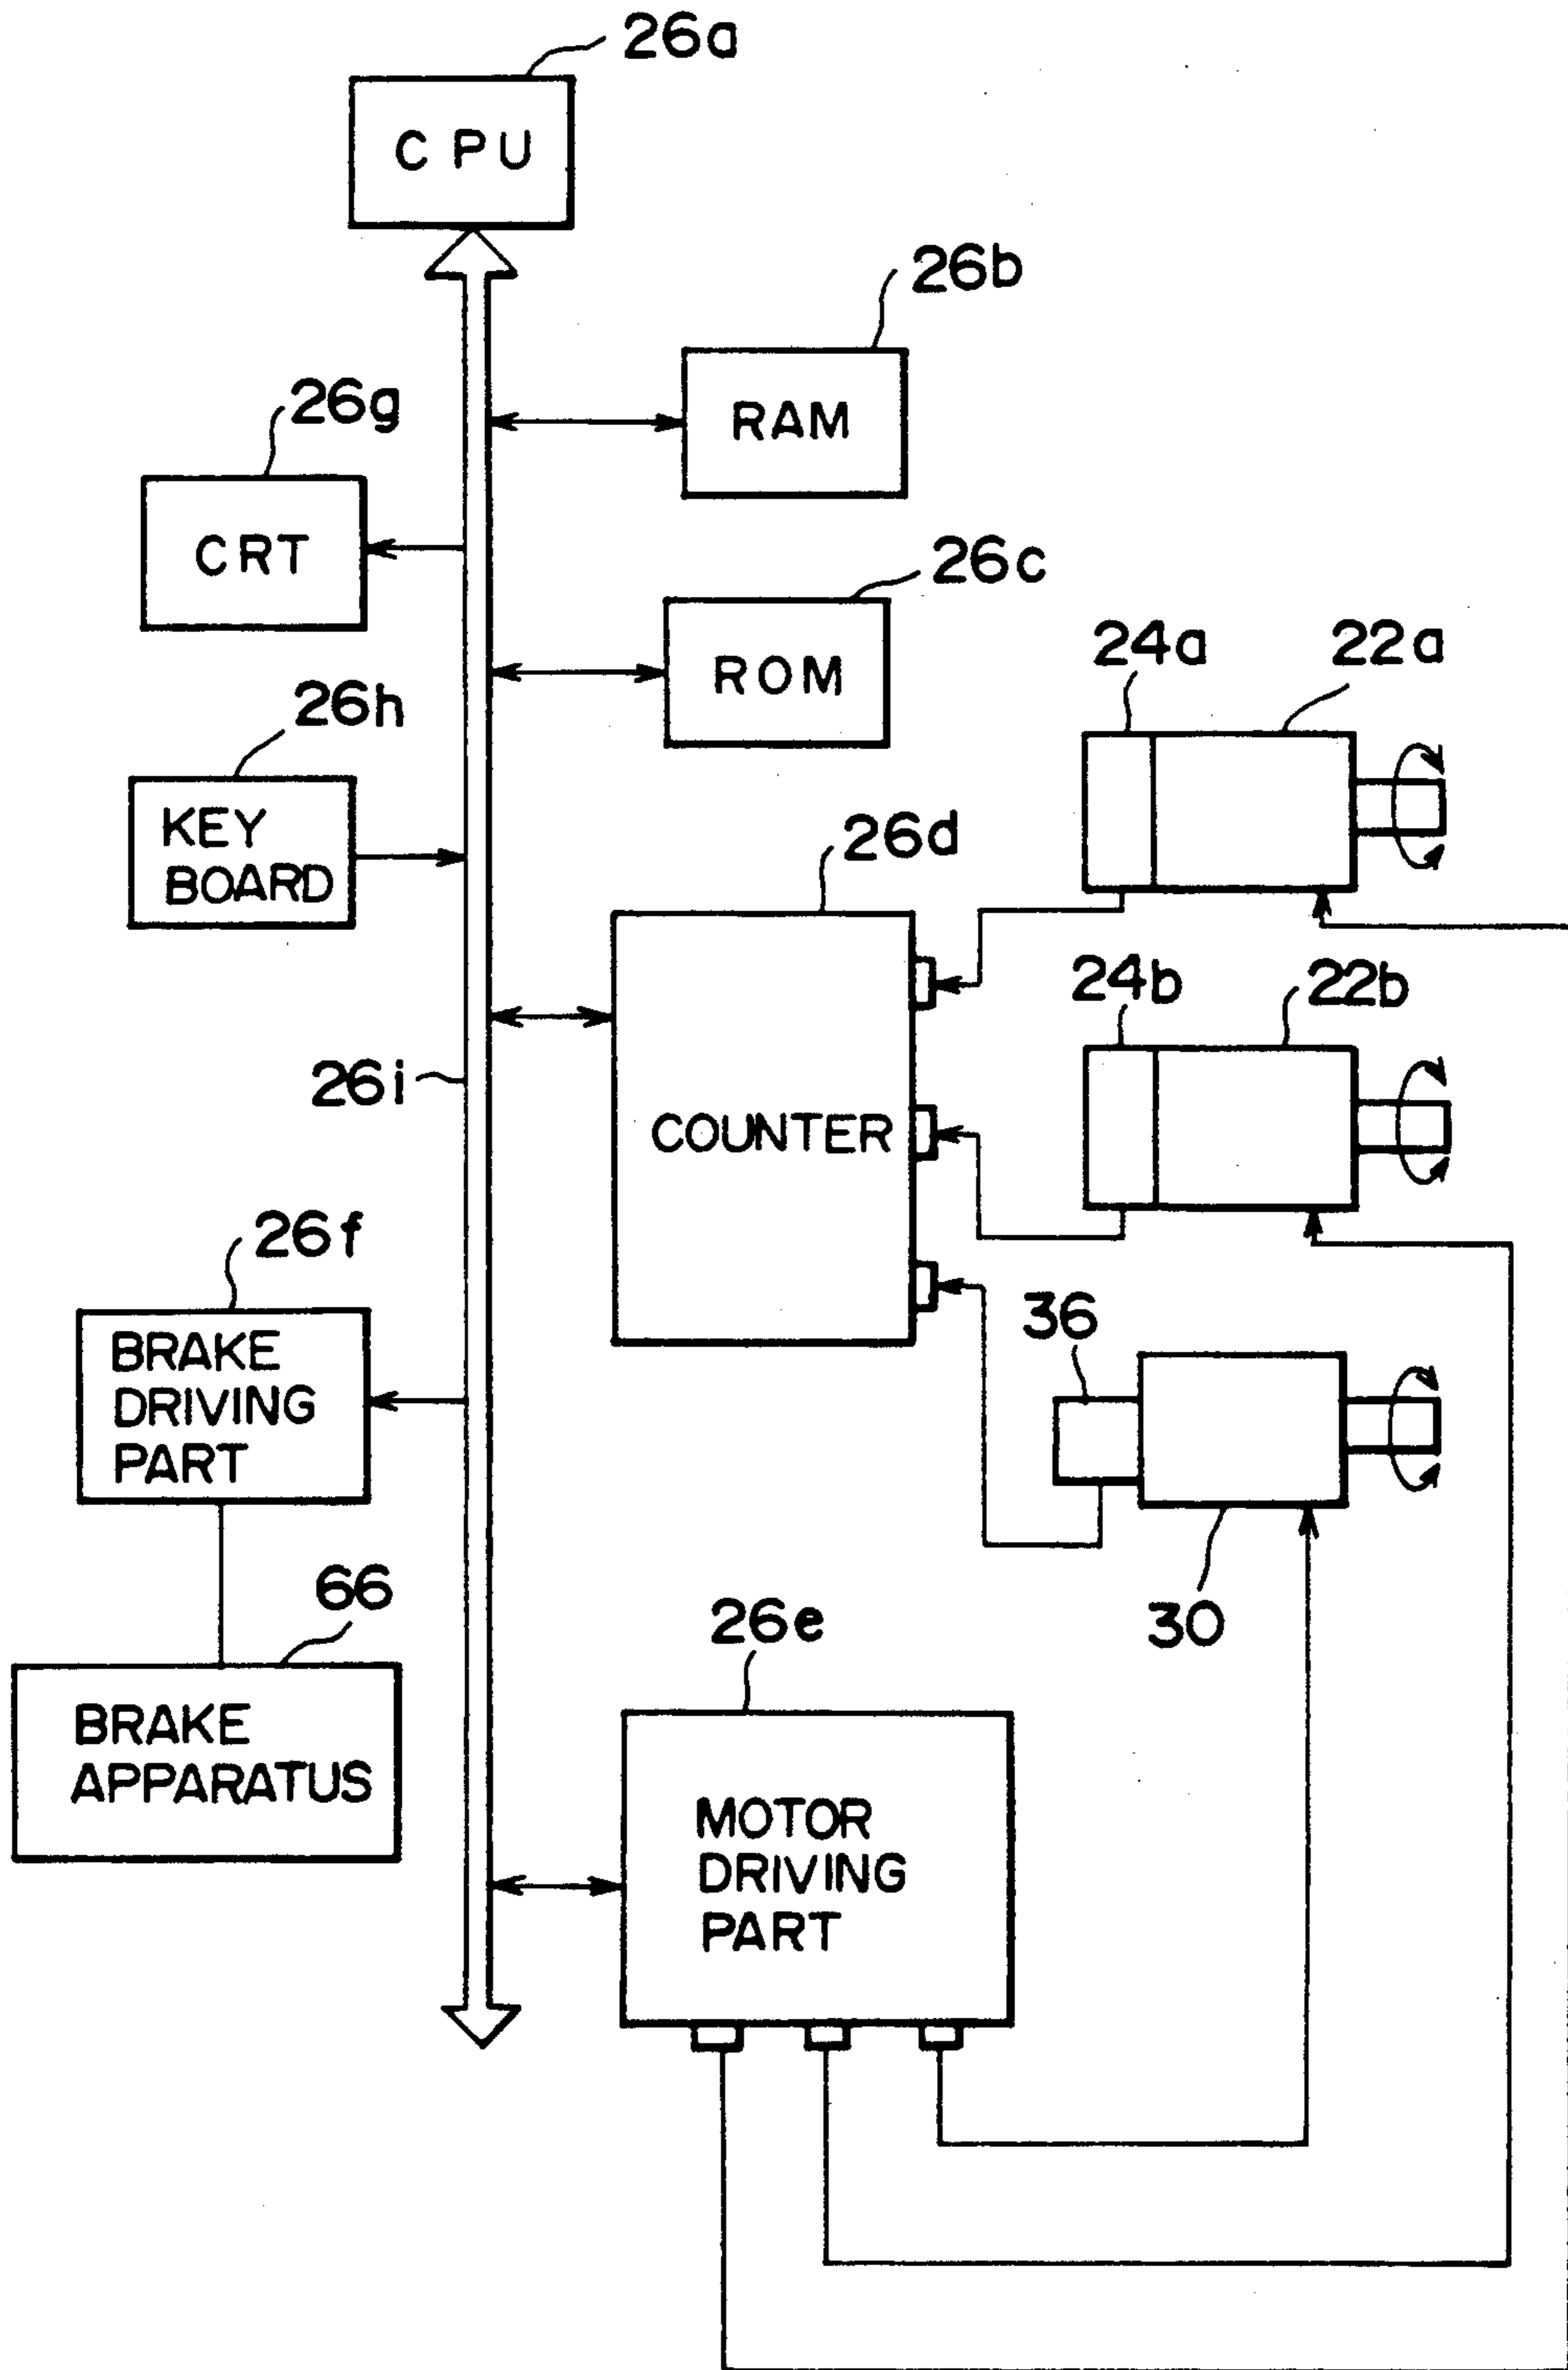 26a
CPU
26b
RAM
26g
CRT
26c
ROM
24a
22a
26h
KEY
BOARD
26d
COUNTER
24b
22b
26i
26f
BRAKE
DRIVING
PART
36
30
66
BRAKE
APPARATUS
26e
MOTOR
DRIVING
PART